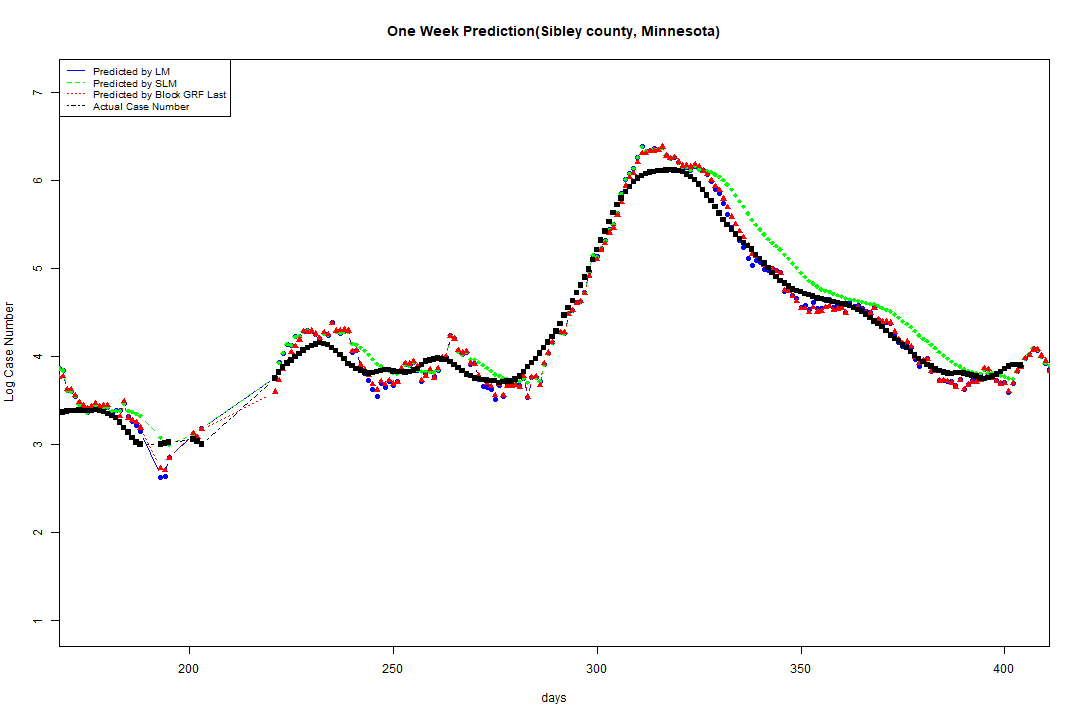 One Week Prediction(Sibley county, Minnesota)
Predicted by LM
Predicted by SLM
Predicted by Block GRF Last
Actual Case Number
7
6
5
4
3
2
1
Log Case Number
200 250 300 350 400
days